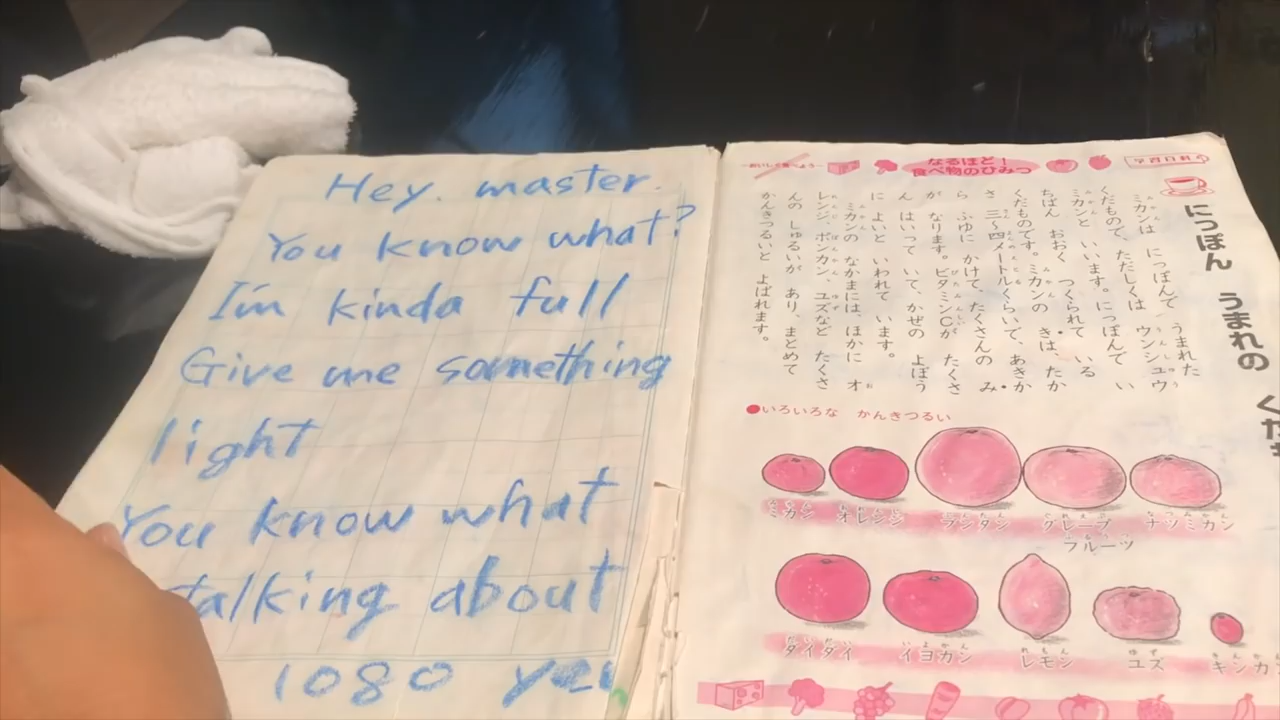 Hey. master.
You know what?
I'm kinda full
Give me something
light
You know what
talking about
1080 yen
なるほど!
食べ物のひみつ
にっぽん うまれの くだも
ミカンは にっぽんで うまれた
くだもので、ただしくは ウンシュウ
ミカンと いいます。にっぽんで い
ちばん おおく つくられて いる
くだものです。ミカンの きは、たか
さ 三〜四メートルくらいで、あきか
ら ふゆに かけて たくさんの み
が なります。ビタミンCが たくさ
ん はいって いて、かぜの よぼう
に よいと いわれて います。
ミカンの なかまには、ほかに オ
レンジ、ポンカン、ユズなど たくさ
んの しゅるいが あり、まとめて
かんきつるいと よばれます。
●いろいろな かんきつるい
ミカン オレンジ ブンタン グレープ ナツミカン
フルーツ
ダイダイ イヨカン レモン ユズ キンカ